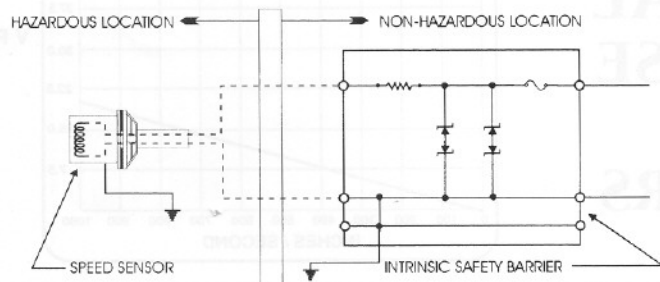 HAZARDOUS LOCATION
NON-HAZARDOUS LOCATION
SPEED SENSOR
INTRINSIC SAFETY BARRIER